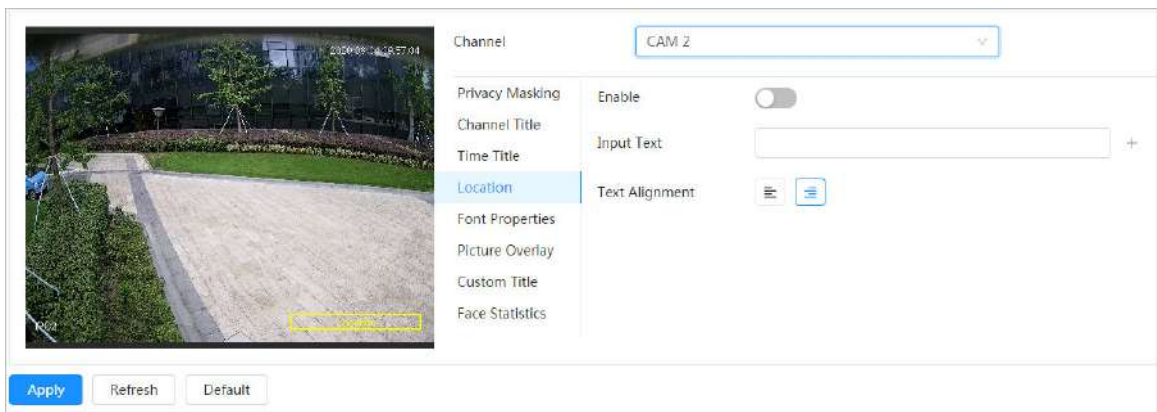 Channel
CAM 2
Privacy Masking
Channel Title
Time Title
Location
Font Properties
Picture Overlay
Custom Title
Face Statistics
Enable
Input Text
+
Text Alignment
Location
Apply
Refresh
Default